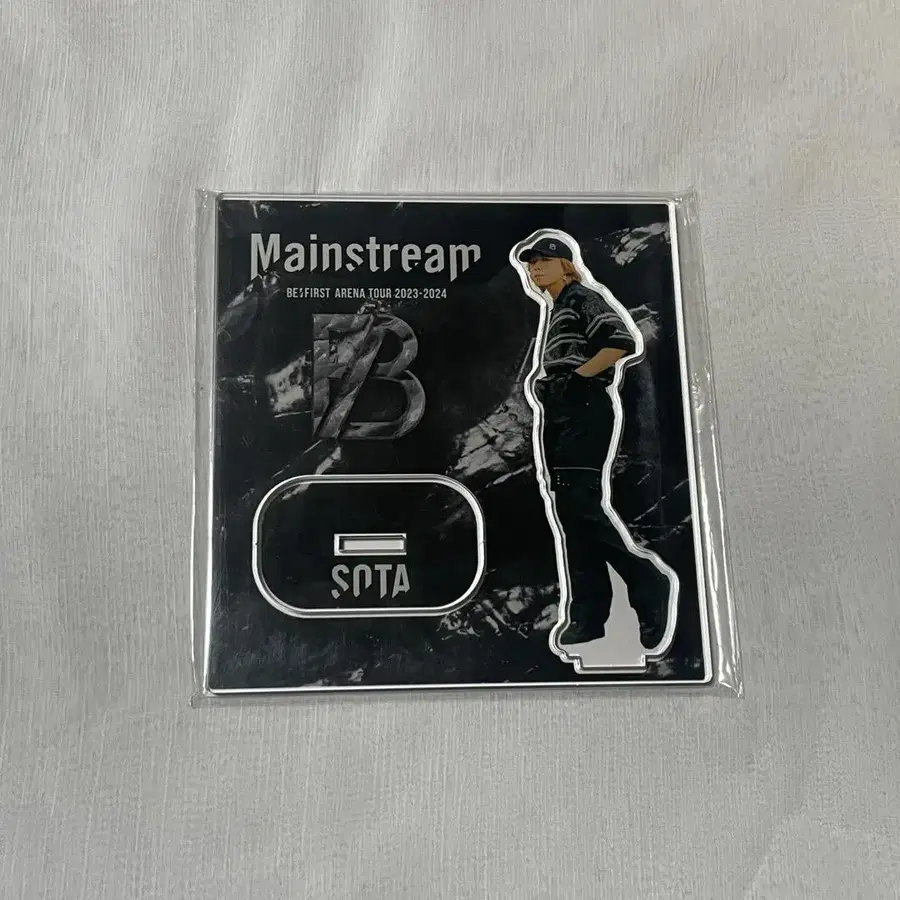 Mainstream
BE:FIRST ARENA TOUR 2023-2024
B
SOTA